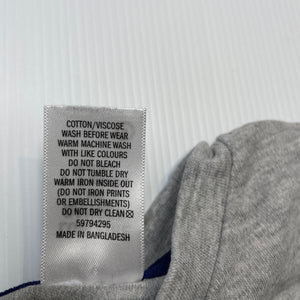 COTTON/VISCOSE
WASH BEFORE WEAR
WARM MACHINE WASH
WITH LIKE COLOURS
DO NOT BLEACH
DO NOT TUMBLE DRY
WARM IRON INSIDE OUT
(DO NOT IRON PRINTS
OR EMBELLISHMENTS)
DO NOT DRY CLEAN
59794295
MADE IN BANGLADESH